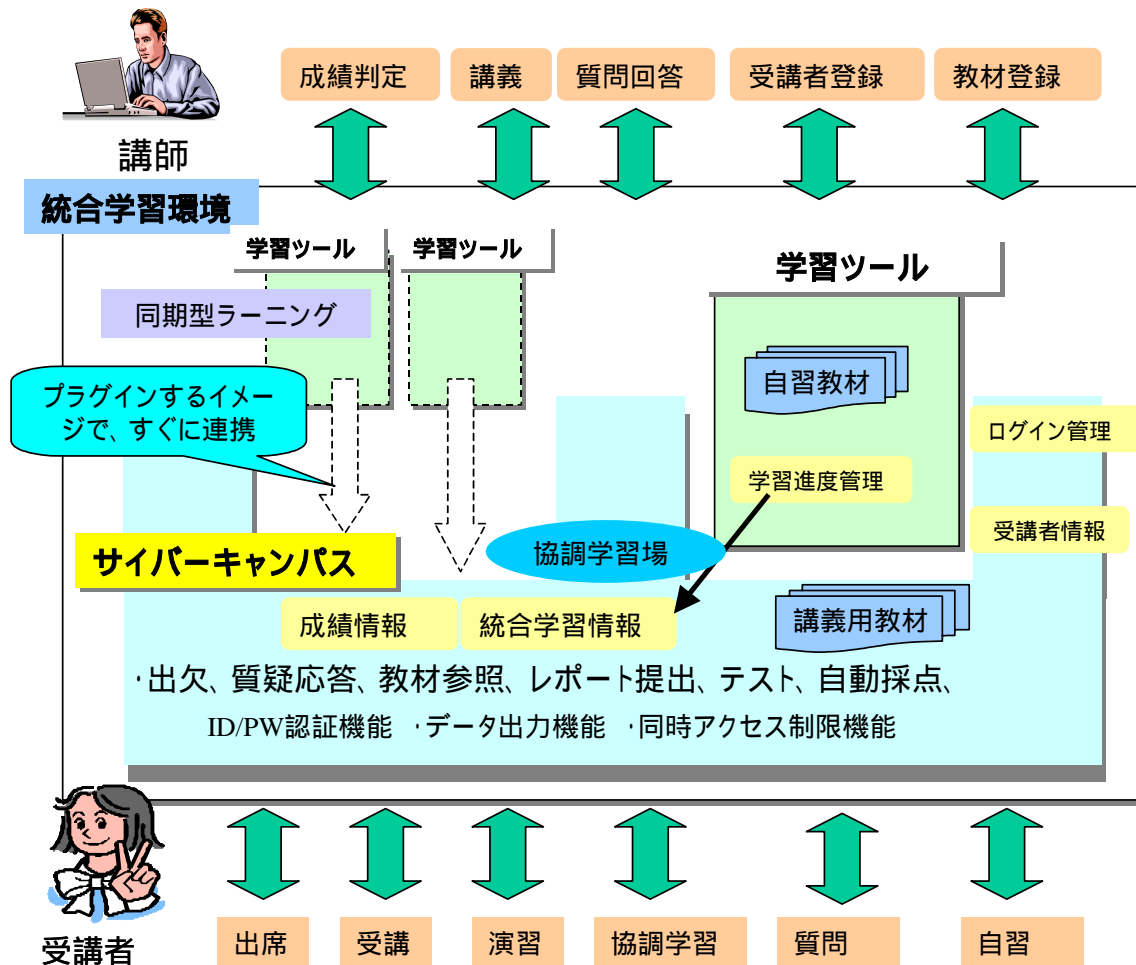 成績判定
講義
質問回答
受講者登録
教材登録
講師
統合学習環境
学習ツール
学習ツール
学習ツール
同期型ラーニング
プラグインするイメー
ジで、すぐに連携
自習教材
ログイン管理
学習進度管理
受講者情報
サイバーキャンパス
協調学習場
成績情報
統合学習情報
講義用教材
・出欠、質疑応答、教材参照、レポート提出、テスト、自動採点、
ID/PW認証機能 ・データ出力機能 ・同時アクセス制限機能
受講者
出席
受講
演習
協調学習
質問
自習